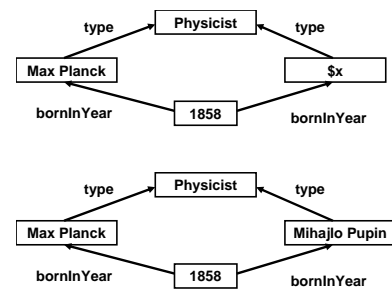 Physicist
type type
Max Planck $x
bornInYear 1858 bornInYear
Physicist
type type
Max Planck Mihajlo Pupin
bornInYear 1858 bornInYear